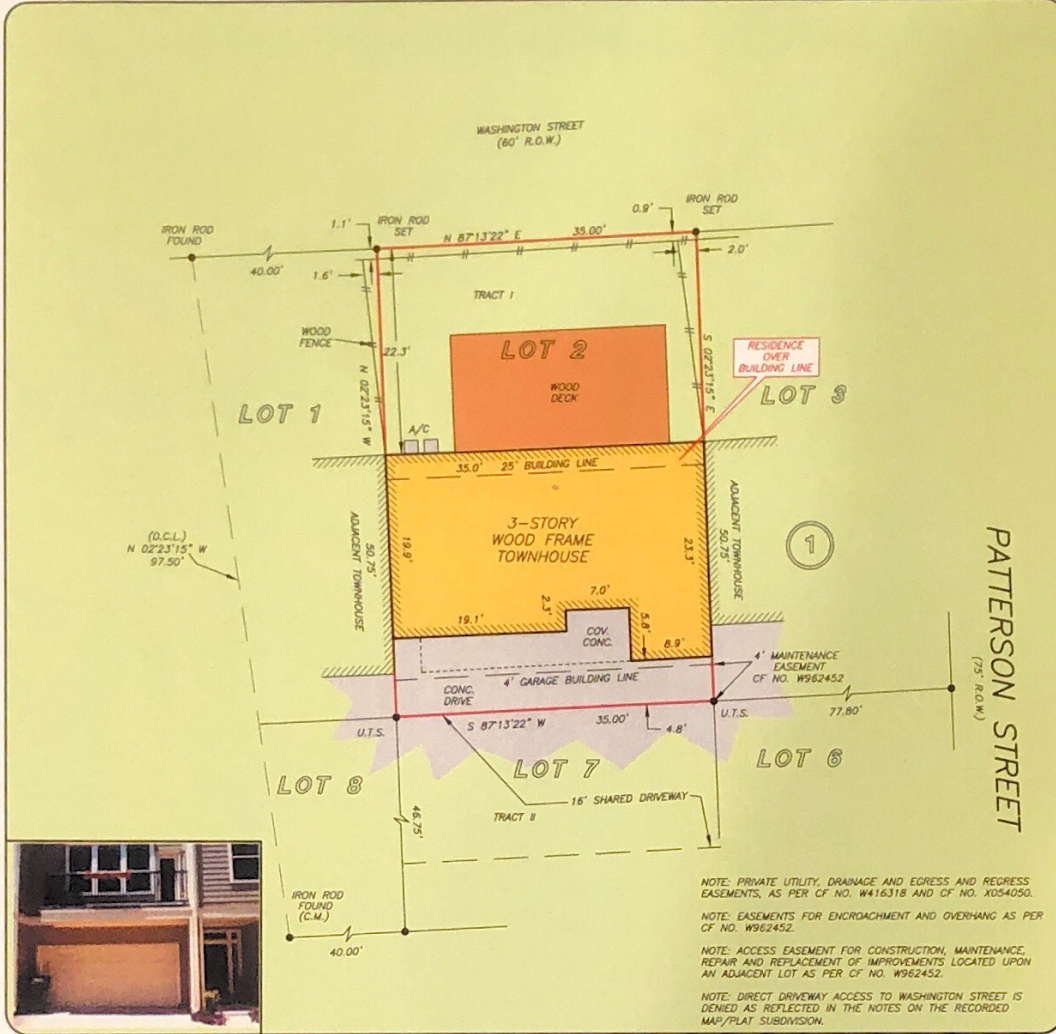 WASHINGTON STREET
(60' R.O.W.)
IRON ROD
FOUND
1.1'
IRON ROD
SET
N 87°13'22" E
35.00'
0.9'
IRON ROD
SET
2.0'
40.00'
1.6'
TRACT I
WOOD
FENCE
22.3'
N 02°23'15" W
LOT 2
WOOD
DECK
S 02°23'15" E
RESIDENCE
OVER
BUILDING LINE
LOT 1
LOT 3
A/C
35.0'
25' BUILDING LINE
3-STORY
WOOD FRAME
TOWNHOUSE
ADJACENT TOWNHOUSE
50.75'
19.9'
23.3'
ADJACENT TOWNHOUSE
50.75'
1
(D.C.L.)
N 02°23'15" W
97.50'
PATTERSON STREET
(75' R.O.W.)
19.1'
2.3'
7.0'
COV.
CONC.
5.8'
8.9'
4' MAINTENANCE
EASEMENT
CF NO. W962452
4' GARAGE BUILDING LINE
CONC.
DRIVE
U.T.S.
S 87°13'22" W
35.00'
4.8'
U.T.S.
77.80'
LOT 8
LOT 7
LOT 6
46.75'
16' SHARED DRIVEWAY
TRACT II
IRON ROD
FOUND
(C.M.)
40.00'
NOTE: PRIVATE UTILITY, DRAINAGE AND EGRESS AND REGRESS
EASEMENTS, AS PER CF NO. W416318 AND CF NO. X054050.
NOTE: EASEMENTS FOR ENCROACHMENT AND OVERHANG AS PER
CF NO. W962452.
NOTE: ACCESS EASEMENT FOR CONSTRUCTION, MAINTENANCE,
REPAIR AND REPLACEMENT OF IMPROVEMENTS LOCATED UPON
AN ADJACENT LOT AS PER CF NO. W962452.
NOTE: DIRECT DRIVEWAY ACCESS TO WASHINGTON STREET IS
DENIED AS REFLECTED IN THE NOTES ON THE RECORDED
MAP/PLAT SUBDIVISION.